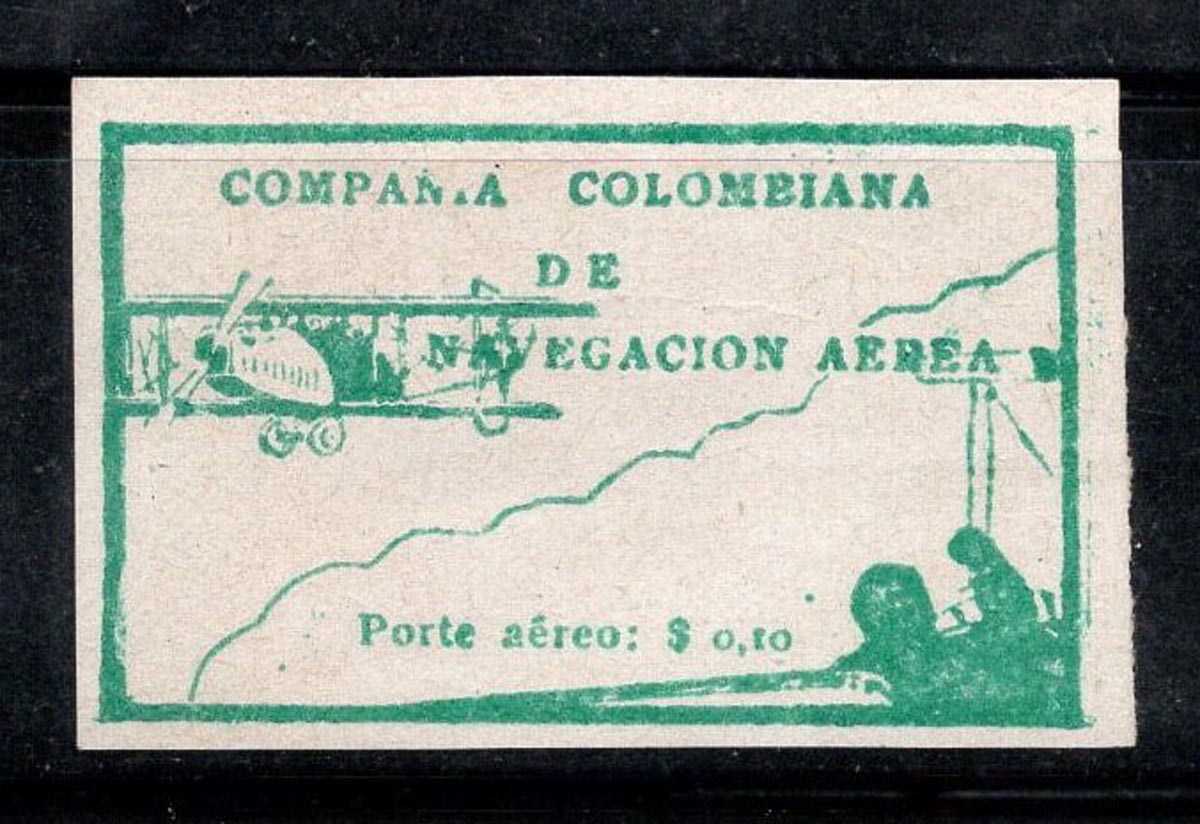 COMPAÑIA COLOMBIANA
DE
NAVEGACION AEREA
Porte aéreo: $ 0,10